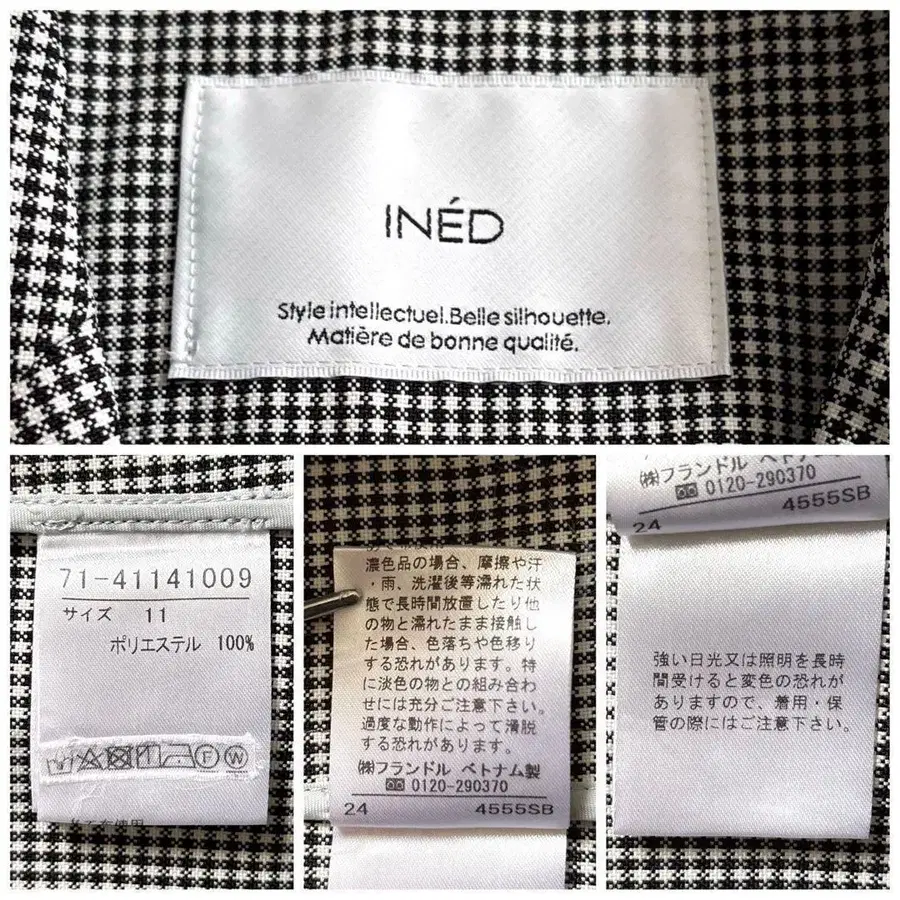 INÉD
Style intellectuel.Belle silhouette.
Matière de bonne qualité.
71-41141009
サイズ 11
ポリエステル 100%
F W
濃色品の場合、摩擦や汗
・雨、洗濯後等濡れた状
態で長時間放置したり他
の物と濡れたまま接触し
た場合、色落ちや色移り
する恐れがあります。特
に淡色の物との組み合わ
せには充分ご注意下さい。
過度な動作によって滑脱
する恐れがあります。
㈱フランドル ベトナム製
0120-290370
24 4555SB
㈱フランドル ベトナム製
0120-290370
24 4555SB
強い日光又は照明を長時
間受けると変色の恐れが
ありますので、着用・保
管の際にはご注意下さい。